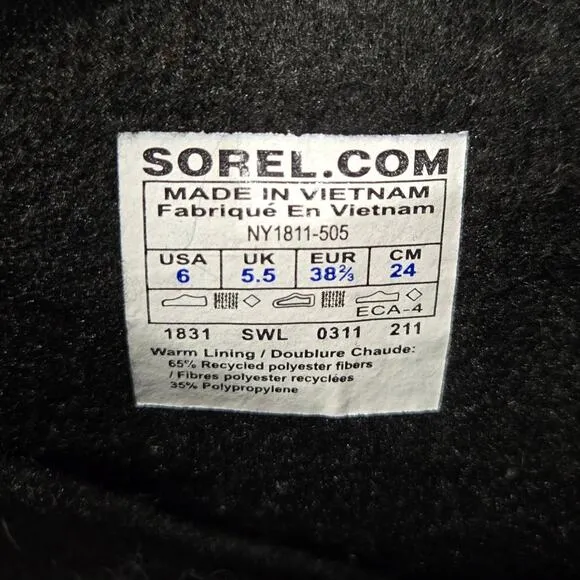 SOREL.COM
MADE IN VIETNAM
Fabriqué En Vietnam
NY1811-505
USA UK EUR CM
6 5.5 38⅔ 24
ECA-4
1831 SWL 0311 211
Warm Lining / Doublure Chaude:
65% Recycled polyester fibers
/ Fibres polyester recyclées
35% Polypropylene